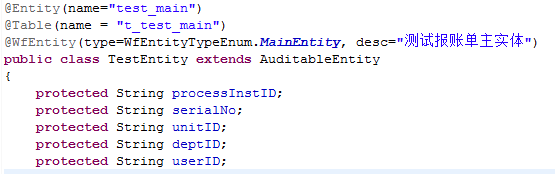 @Entity(name="test_main")
@Table(name = "t_test_main")
@WfEntity(type=WfEntityTypeEnum.MainEntity, desc="测试报账单主实体")
public class TestEntity extends AuditableEntity
{
    protected String processInstID;
    protected String serialNo;
    protected String unitID;
    protected String deptID;
    protected String userID;